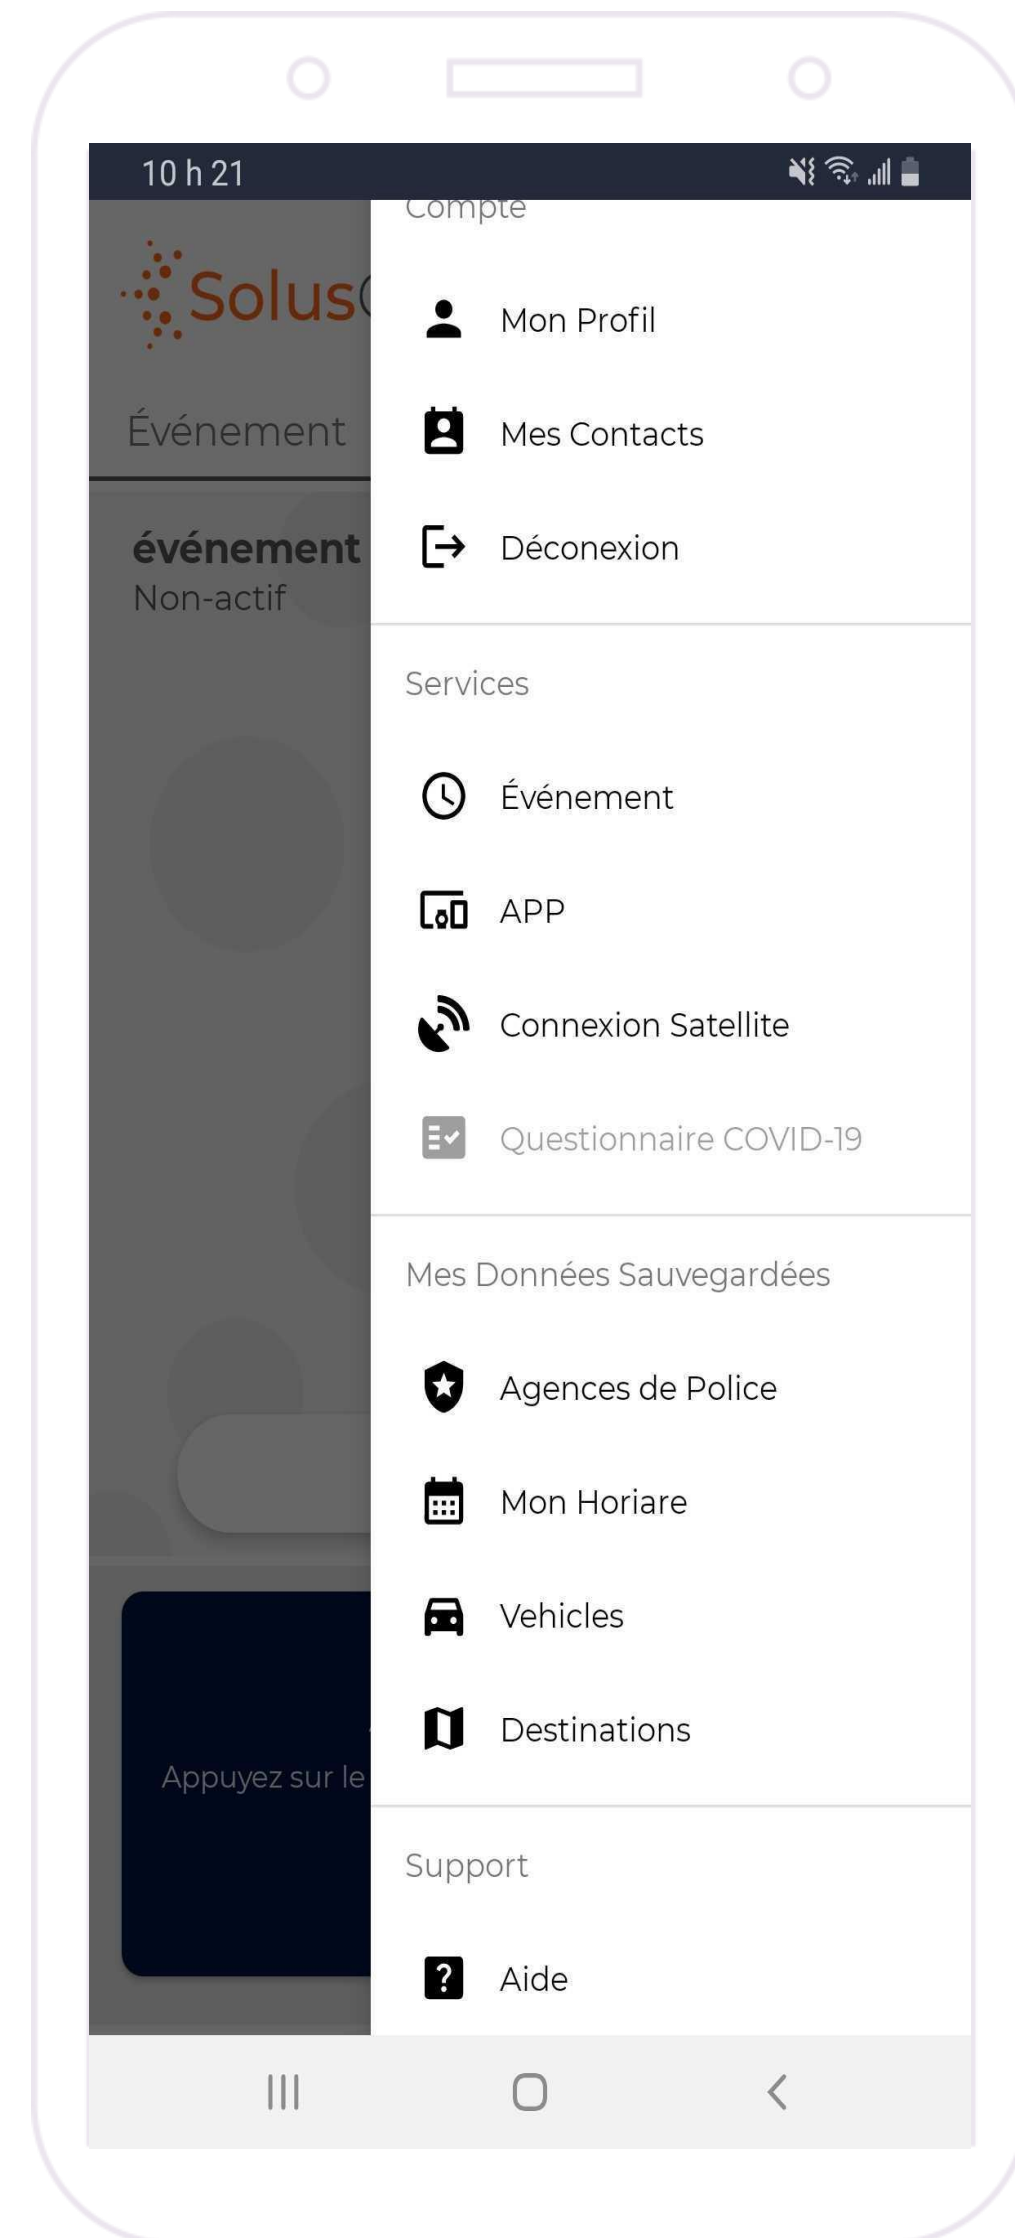 10 h 21
Compte
Solus
Mon Profil
Événement
Mes Contacts
événement
Non-actif
Déconexion
Services
Événement
APP
Connexion Satellite
Questionnaire COVID-19
Mes Données Sauvegardées
Agences de Police
Mon Horiare
Vehicles
Destinations
Appuyez sur le
Support
Aide